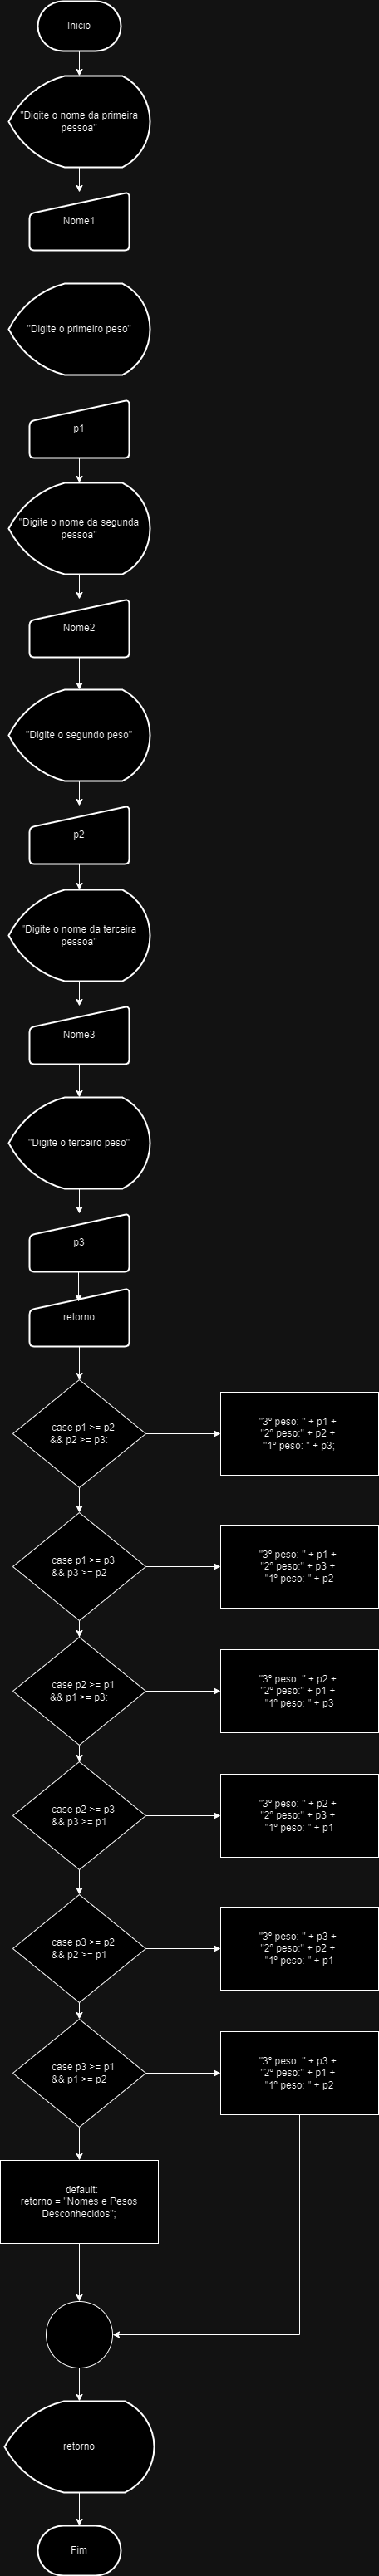 Inicio
"Digite o nome da primeira
pessoa"
Nome1
"Digite o primeiro peso"
p1
"Digite o nome da segunda
pessoa"
Nome2
"Digite o segundo peso"
p2
"Digite o nome da terceira
pessoa"
Nome3
"Digite o terceiro peso"
p3
retorno
case p1 >= p2
&& p2 >= p3:
"3º peso: " + p1 +
"2º peso:" + p2 +
"1º peso: " + p3;
case p1 >= p3
&& p3 >= p2
"3º peso: " + p1 +
"2º peso:" + p3 +
"1º peso: " + p2
case p2 >= p1
&& p1 >= p3:
"3º peso: " + p2 +
"2º peso:" + p1 +
"1º peso: " + p3
case p2 >= p3
&& p3 >= p1
"3º peso: " + p2 +
"2º peso:" + p3 +
"1º peso: " + p1
case p3 >= p2
&& p2 >= p1
"3º peso: " + p3 +
"2º peso:" + p2 +
"1º peso: " + p1
case p3 >= p1
&& p1 >= p2
"3º peso: " + p3 +
"2º peso:" + p1 +
"1º peso: " + p2
default:
retorno = "Nomes e Pesos
Desconhecidos";
retorno
Fim